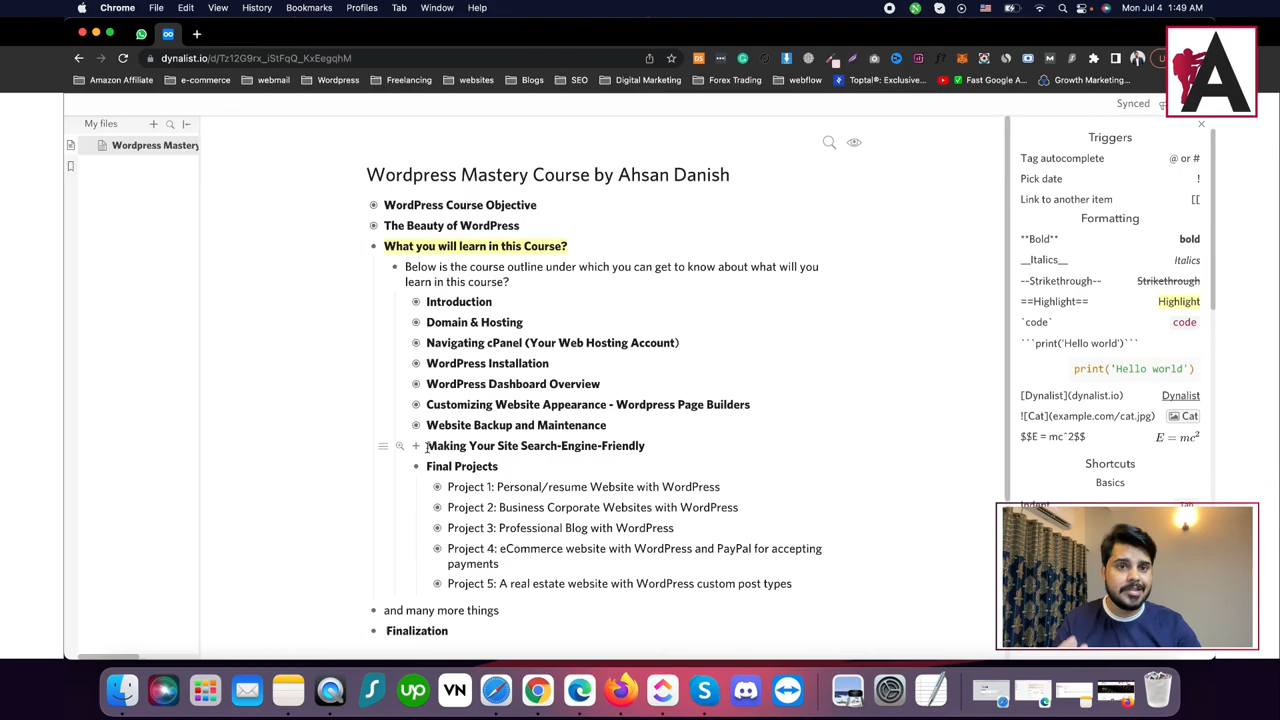 Chrome File Edit View History Bookmarks Profiles Tab Window Help Mon Jul 4 1:49 AM
dynalist.io/d/Tz12G9rx_iStFqQ_KxEegqhM
Amazon Affiliate e-commerce webmail Wordpress Freelancing websites Blogs SEO Digital Marketing Forex Trading webflow Toptal®: Exclusive... Fast Google A... Growth Marketing...
Synced
My files
Wordpress Mastery
Wordpress Mastery Course by Ahsan Danish
WordPress Course Objective
The Beauty of WordPress
What you will learn in this Course?
Below is the course outline under which you can get to know about what will you
learn in this course?
Introduction
Domain & Hosting
Navigating cPanel (Your Web Hosting Account)
WordPress Installation
WordPress Dashboard Overview
Customizing Website Appearance - Wordpress Page Builders
Website Backup and Maintenance
Making Your Site Search-Engine-Friendly
Final Projects
Project 1: Personal/resume Website with WordPress
Project 2: Business Corporate Websites with WordPress
Project 3: Professional Blog with WordPress
Project 4: eCommerce website with WordPress and PayPal for accepting
payments
Project 5: A real estate website with WordPress custom post types
and many more things
Finalization
Triggers
Tag autocomplete @ or #
Pick date !
Link to another item [[
Formatting
**Bold** bold
__Italics__ Italics
~~Strikethrough~~ Strikethrough
==Highlight== Highlight
`code` code
```print('Hello world')```
print('Hello world')
[Dynalist](dynalist.io) Dynalist
![Cat](example.com/cat.jpg) Cat
$$E = mc^2$$ E = mc²
Shortcuts
Basics
A
up
VN